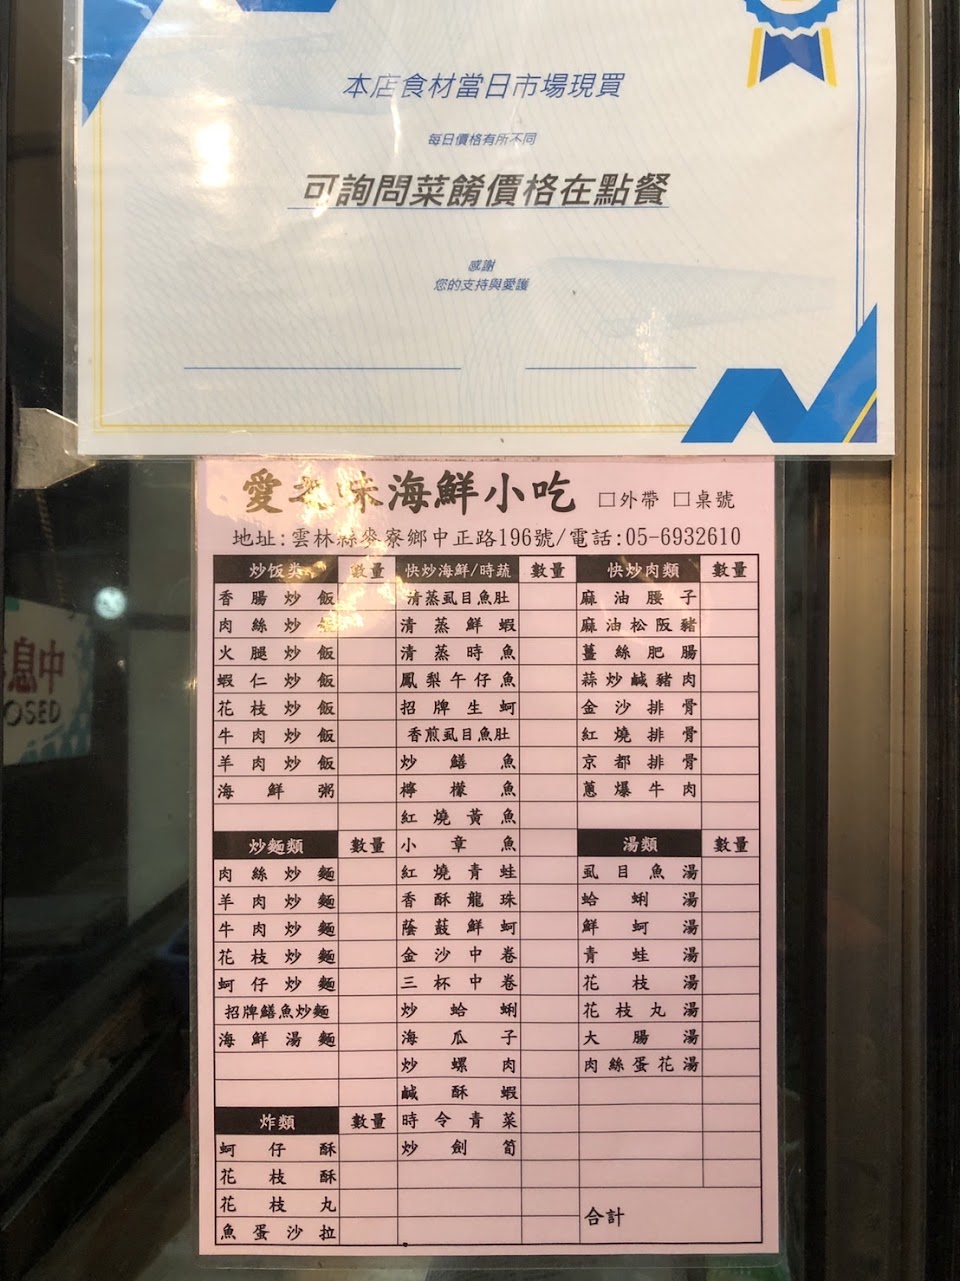 本店食材當日市場現買
每日價格有所不同
可詢問菜餚價格在點餐
感謝
您的支持與愛護
愛之味海鮮小吃 □外帶 □桌號
地址:雲林縣麥寮鄉中正路196號/電話:05-6932610
炒饭类 數量 快炒海鮮/時蔬 數量 快炒肉類 數量
香腸炒飯 清蒸虱目魚肚 麻油腰子
肉絲炒 清蒸鮮蝦 麻油松阪豬
火腿炒飯 清蒸時魚 薑絲肥腸
蝦仁炒飯 鳳梨午仔魚 蒜炒鹹豬肉
花枝炒飯 招牌生蚵 金沙排骨
牛肉炒飯 香煎虱目魚肚 紅燒排骨
羊肉炒飯 炒鱔魚 京都排骨
海鮮粥 檸檬魚 蔥爆牛肉
紅燒黃魚
炒麵類 數量 小章魚 湯類 數量
肉絲炒麵 紅燒青蛙 虱目魚湯
羊肉炒麵 香酥龍珠 蛤蜊湯
牛肉炒麵 蔭鼓鮮蚵 鮮蚵湯
花枝炒麵 金沙中卷 青蛙湯
蚵仔炒麵 三杯中卷 花枝湯
招牌鱔魚炒麵 炒蛤蜊 花枝丸湯
海鮮湯麵 海瓜子 大腸湯
炒螺肉 肉絲蛋花湯
鹹酥蝦
炸類 數量 時令青菜
蚵仔酥 炒劍筍
花枝酥
花枝丸 合計
魚蛋沙拉
息中
OSED